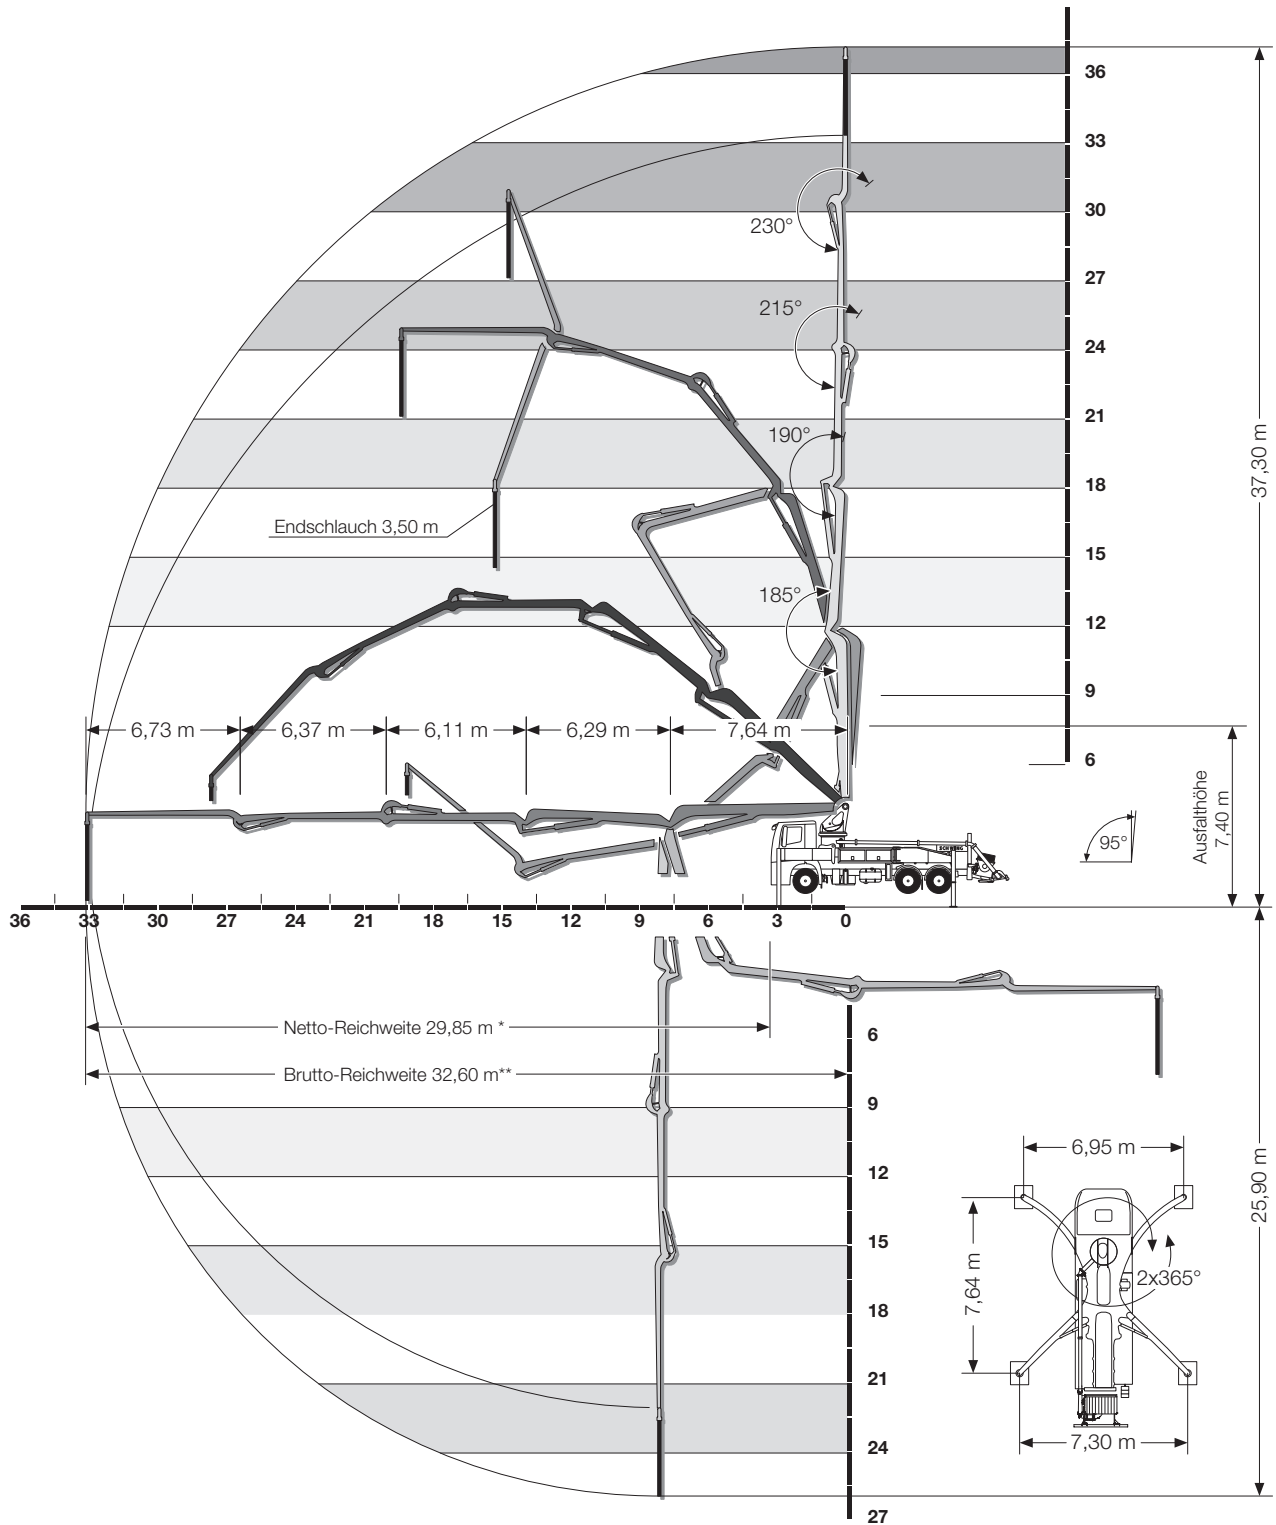 36
33
230°
30
27
215°
24
21
190°
18
Endschlauch 3,50 m
15
185°
12
9
6,73 m
6,37 m
6,11 m
6,29 m
7,64 m
6
37,30 m
Ausfalthöhe
7,40 m
95°
36
33
30
27
24
21
18
15
12
9
6
3
0
Netto-Reichweite 29,85 m *
6
Brutto-Reichweite 32,60 m**
9
6,95 m
12
25,90 m
15
2x365°
7,64 m
18
21
24
7,30 m
27